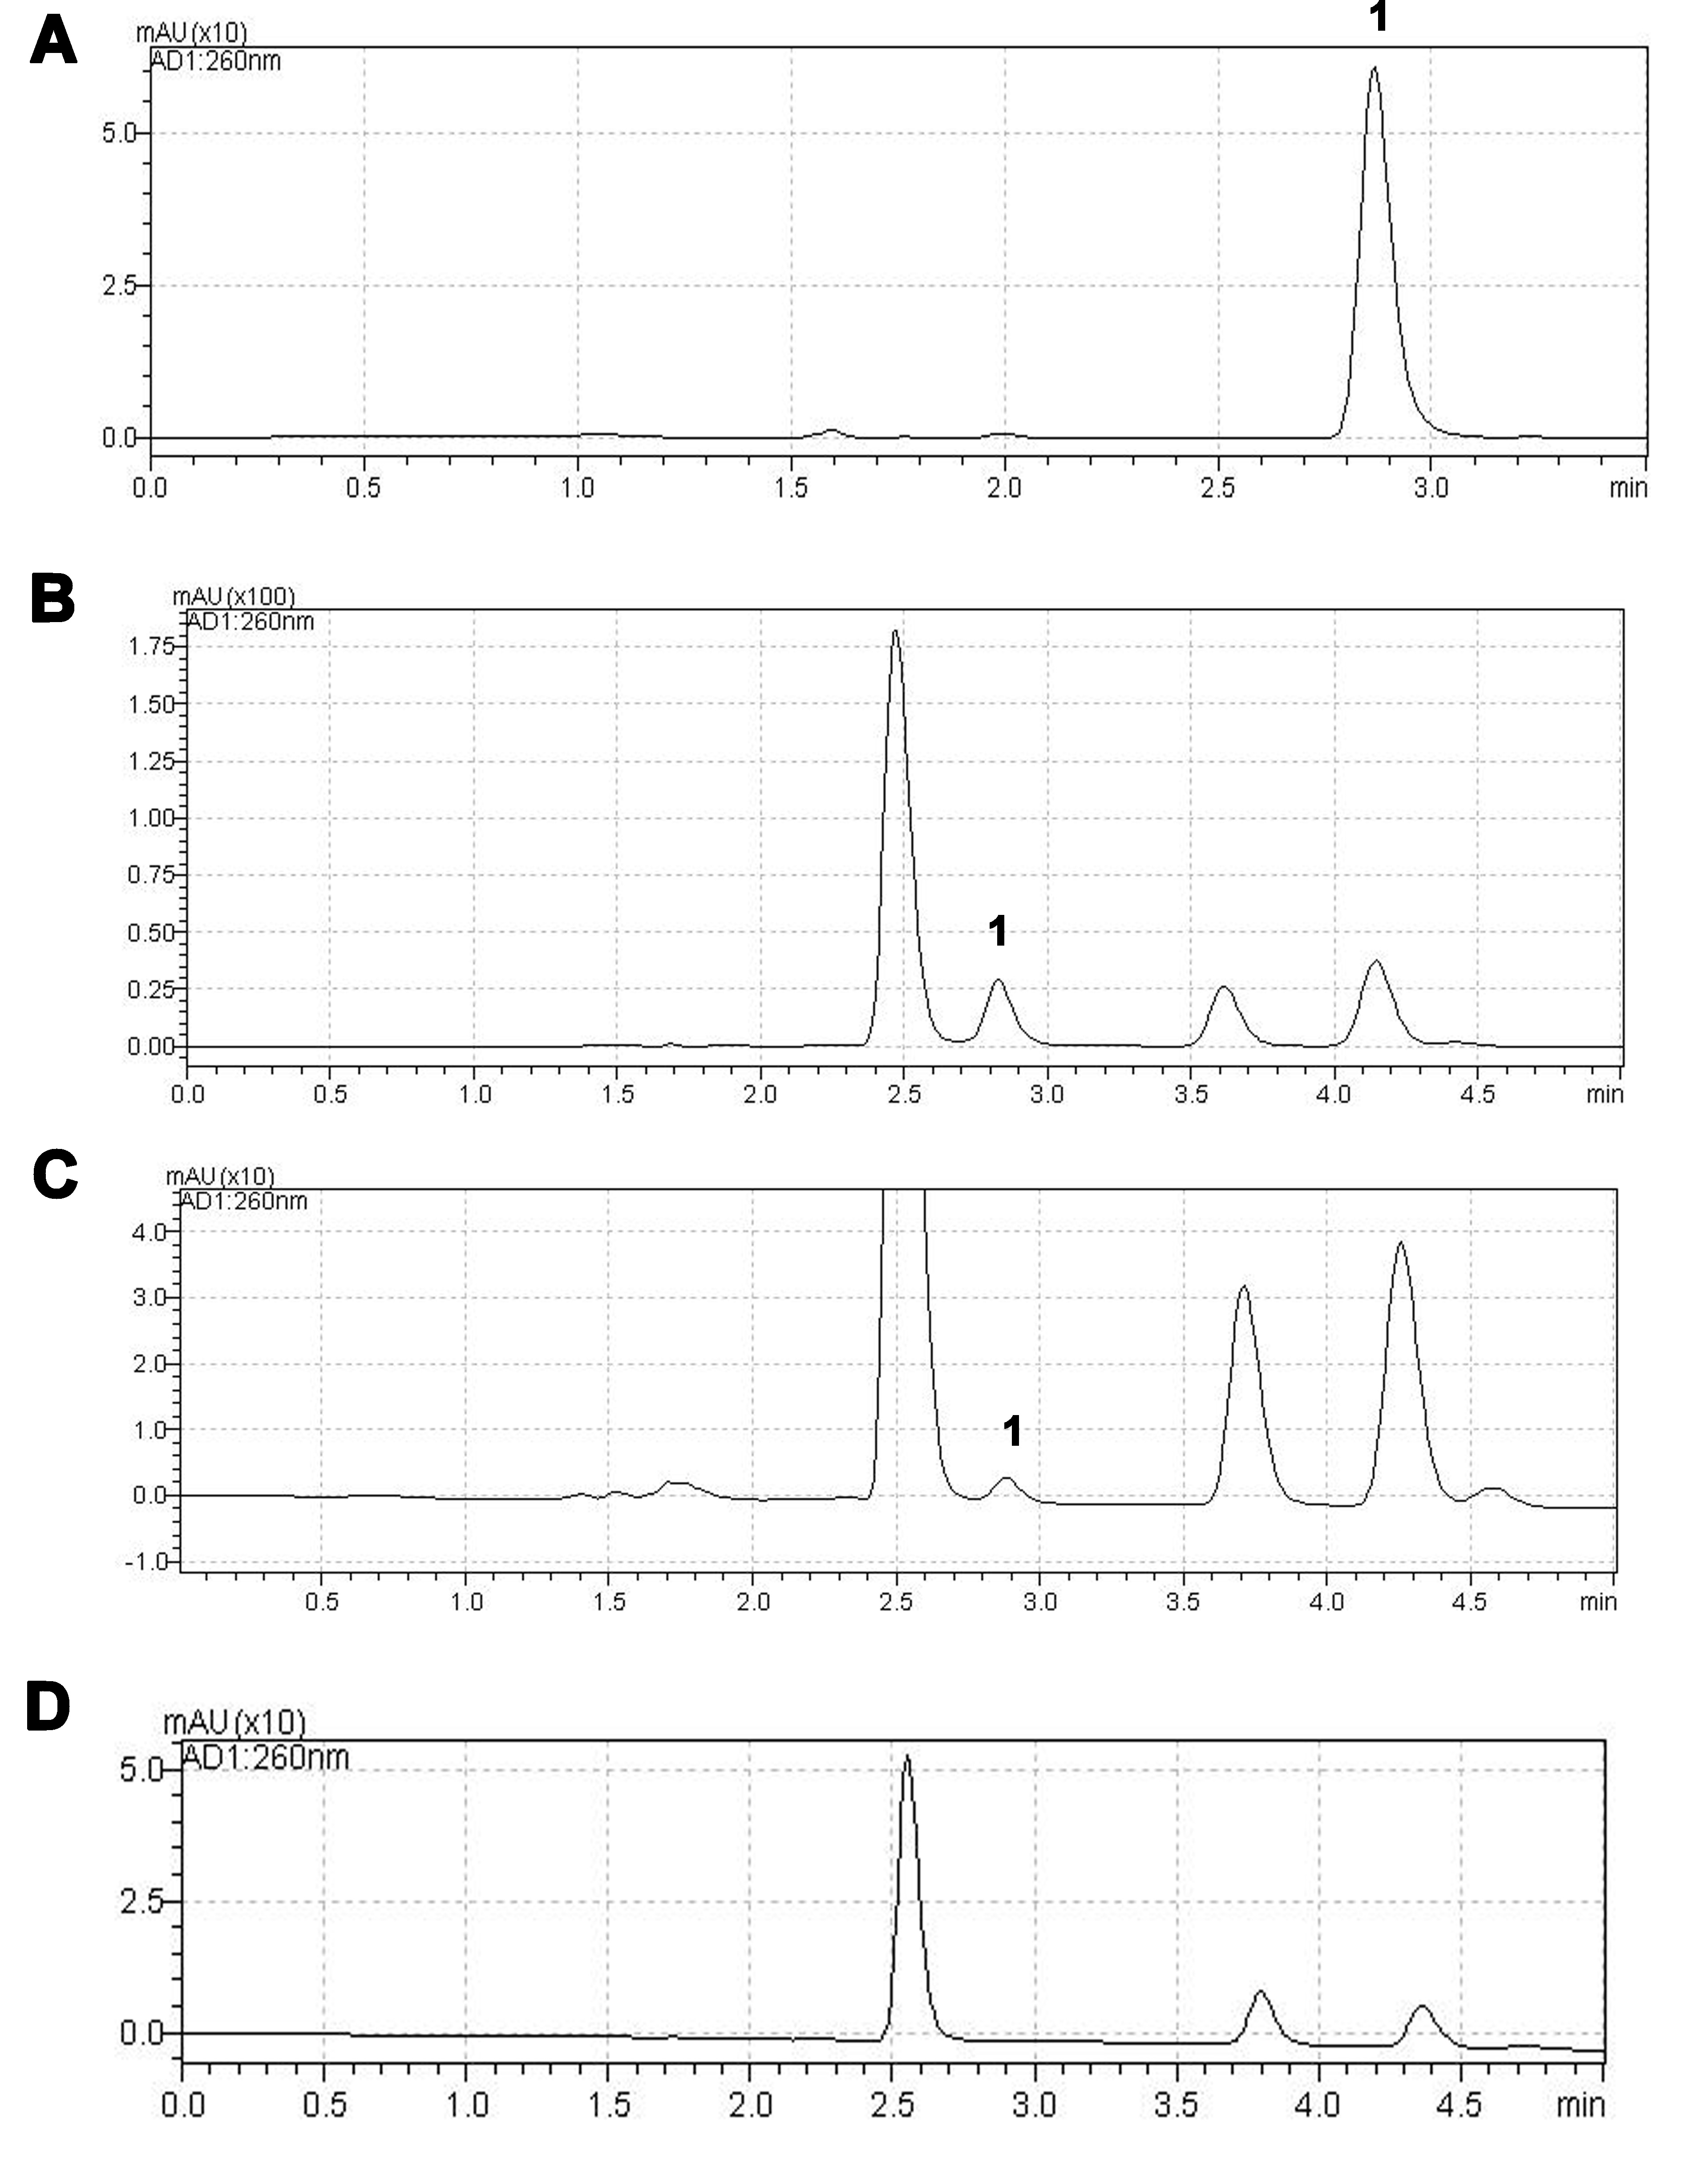 A
1
mAU (x10)
AD1:260nm
5.0
2.5
0.0
0.0 0.5 1.0 1.5 2.0 2.5 3.0 min
B
mAU (x100)
AD1:260nm
1.75
1.50
1.25
1.00
0.75
0.50
1
0.25
0.00
0.0 0.5 1.0 1.5 2.0 2.5 3.0 3.5 4.0 4.5 min
C
mAU (x10)
AD1:260nm
4.0
3.0
2.0
1.0
1
0.0
-1.0
0.5 1.0 1.5 2.0 2.5 3.0 3.5 4.0 4.5 min
D
mAU (x10)
AD1:260nm
5.0
2.5
0.0
0.0 0.5 1.0 1.5 2.0 2.5 3.0 3.5 4.0 4.5 min